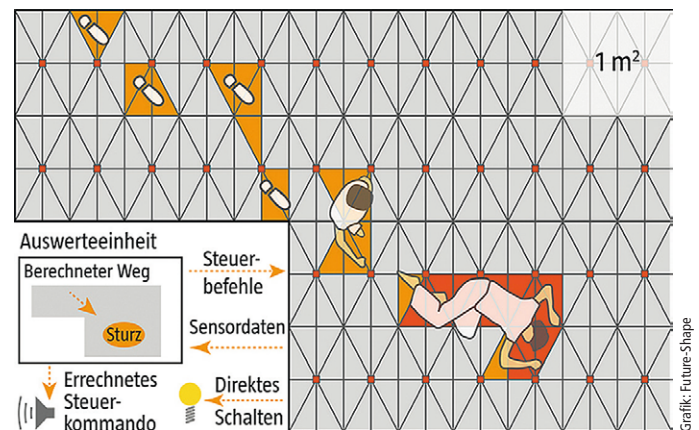 1 m²
Auswerteeinheit
Berechneter Weg
Sturz
Steuer-
befehle
Sensordaten
Errechnetes
Steuer-
kommando
Direktes
Schalten
Grafik: Future-Shape